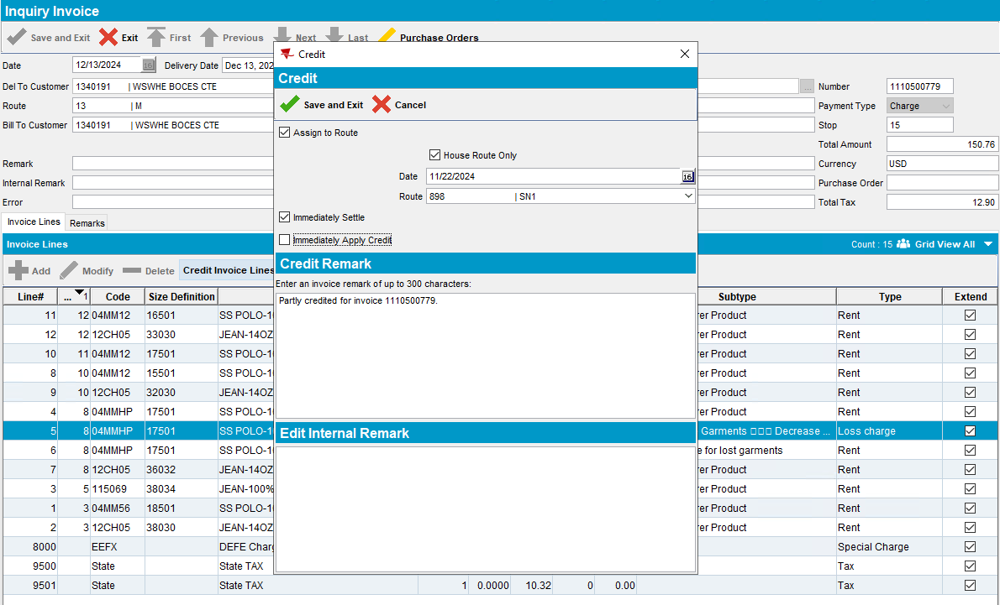 Inquiry Invoice
Save and Exit Exit First Previous Next Last Purchase Orders
Credit
Credit
Save and Exit Cancel
Assign to Route
House Route Only
Date 11/22/2024 16
Route 898 | SN1
Immediately Settle
Immediately Apply Credit
Credit Remark
Enter an invoice remark of up to 300 characters:
Partly credited for invoice 1110500779.
Edit Internal Remark
Date 12/13/2024 16 Delivery Date Dec 13, 202
Del To Customer 1340191 | WSWHE BOCES CTE ... Number 1110500779
Route 13 | M Payment Type Charge
Bill To Customer 1340191 | WSWHE BOCES CTE Stop 15
Total Amount 150.76
Remark Currency USD
Internal Remark Purchase Order
Error Total Tax 12.90
Invoice Lines Remarks
Invoice Lines Count : 15 Grid View All
Add Modify Delete Credit Invoice Lines
Line# ... 1 Code Size Definition Subtype Type Extend
11 12 04MM12 16501 SS POLO-10 rer Product Rent
12 12 12CH05 33030 JEAN-14OZ rer Product Rent
10 11 04MM12 17501 SS POLO-10 rer Product Rent
8 10 04MM12 15501 SS POLO-10 rer Product Rent
9 10 12CH05 32030 JEAN-14OZ rer Product Rent
4 8 04MMHP 17501 SS POLO-10 rer Product Rent
5 8 04MMHP 17501 SS POLO-10 Garments □□□ Decrease ... Loss charge
6 8 04MMHP 17501 SS POLO-10 e for lost garments Rent
7 8 12CH05 36032 JEAN-14OZ rer Product Rent
3 5 115069 38034 JEAN-100% rer Product Rent
1 3 04MM56 18501 SS POLO-10 rer Product Rent
2 3 12CH05 38030 JEAN-14OZ rer Product Rent
8000 EEFX DEFE Charg Special Charge
9500 State State TAX Tax
9501 State State TAX 1 0.0000 10.32 0 0.00 Tax